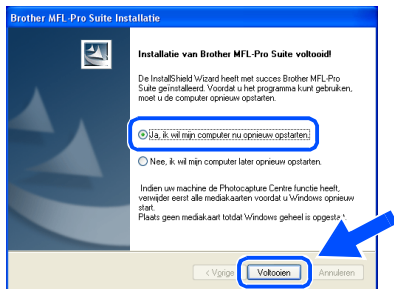 Brother MFL-Pro Suite Installatie
Installatie van Brother MFL-Pro Suite voltooid!
De InstallShield Wizard heeft met succes Brother MFL-Pro
Suite geïnstalleerd. Voordat u het programma kunt gebruiken,
moet u de computer opnieuw opstarten.
Ja, ik wil mijn computer nu opnieuw opstarten.
Nee, ik wil mijn computer later opnieuw opstarten.
Indien uw machine de Photocapture Centre functie heeft,
verwijder eerst alle mediakaarten voordat u Windows opnieuw
start.
Plaats geen mediakaart totdat Windows geheel is
< Vorige
Voltooien
Annuleren